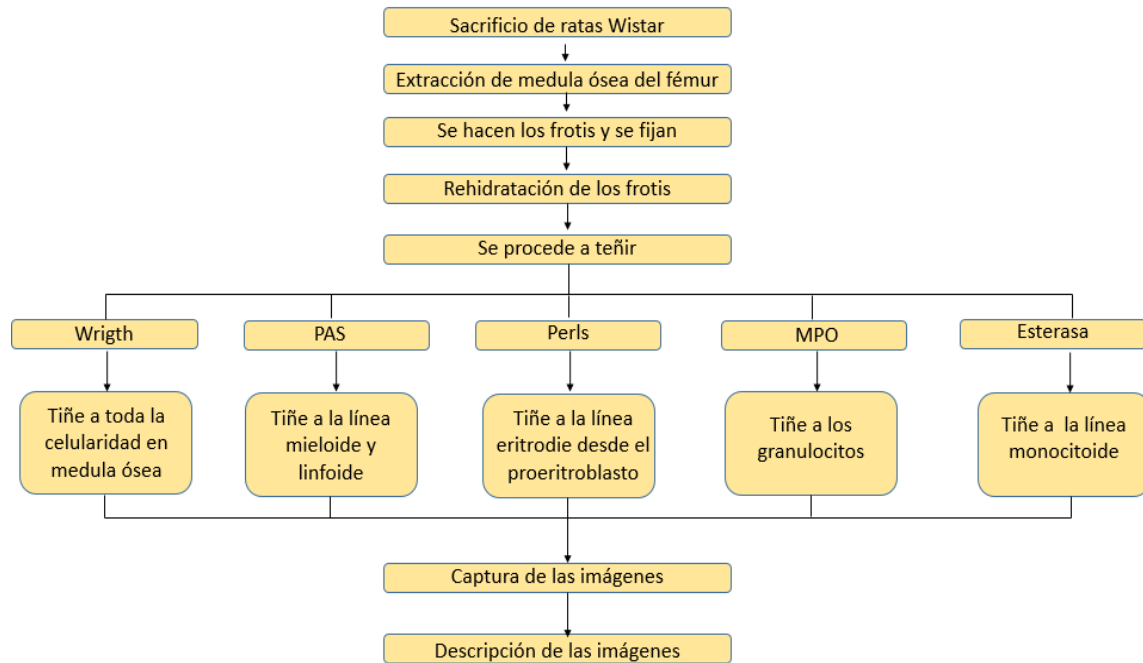 Sacrificio de ratas Wistar
Extracción de medula ósea del fémur
Se hacen los frotis y se fijan
Rehidratación de los frotis
Se procede a teñir
Wrigth
PAS
Perls
MPO
Esterasa
Tiñe a toda la
celularidad en
medula ósea
Tiñe a la línea
mieloide y
linfoide
Tiñe a la línea
eritrodie desde el
proeritroblasto
Tiñe a los
granulocitos
Tiñe a la línea
monocitoide
Captura de las imágenes
Descripción de las imágenes